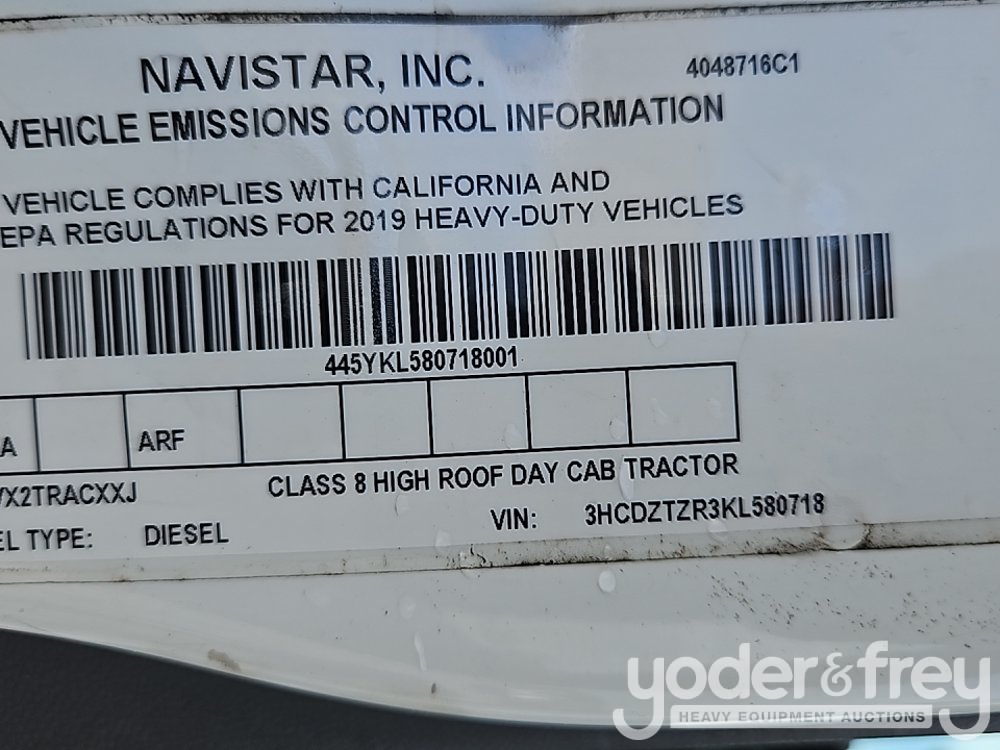 NAVISTAR, INC.
4048716C1
VEHICLE EMISSIONS CONTROL INFORMATION
VEHICLE COMPLIES WITH CALIFORNIA AND
EPA REGULATIONS FOR 2019 HEAVY-DUTY VEHICLES
445YKL580718001
A ARF
VX2TRACXXJ CLASS 8 HIGH ROOF DAY CAB TRACTOR
EL TYPE: DIESEL VIN: 3HCDZTZR3KL580718
yoder&frey
HEAVY EQUIPMENT AUCTIONS